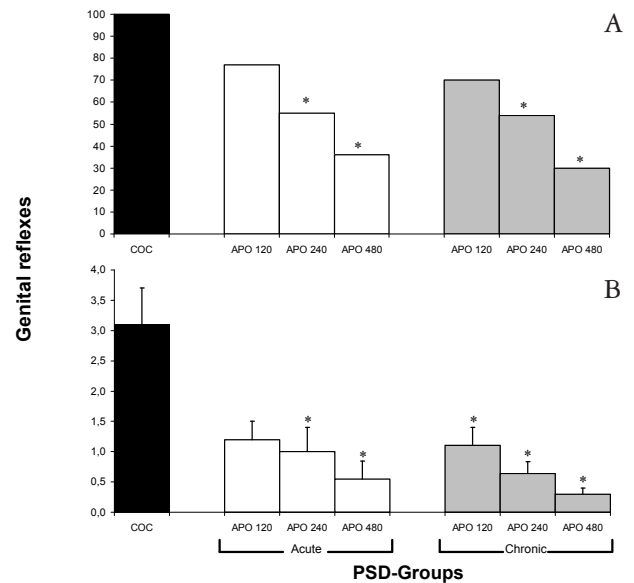 A
100
90
80
70
60
50
40
30
20
10
0
* * * *
COC APO 120 APO 240 APO 480 APO 120 APO 240 APO 480
Genital reflexes
B
4,0
3,5
3,0
2,5
2,0
1,5
1,0
0,5
0,0
* * * * *
COC APO 120 APO 240 APO 480 APO 120 APO 240 APO 480
Acute Chronic
PSD-Groups